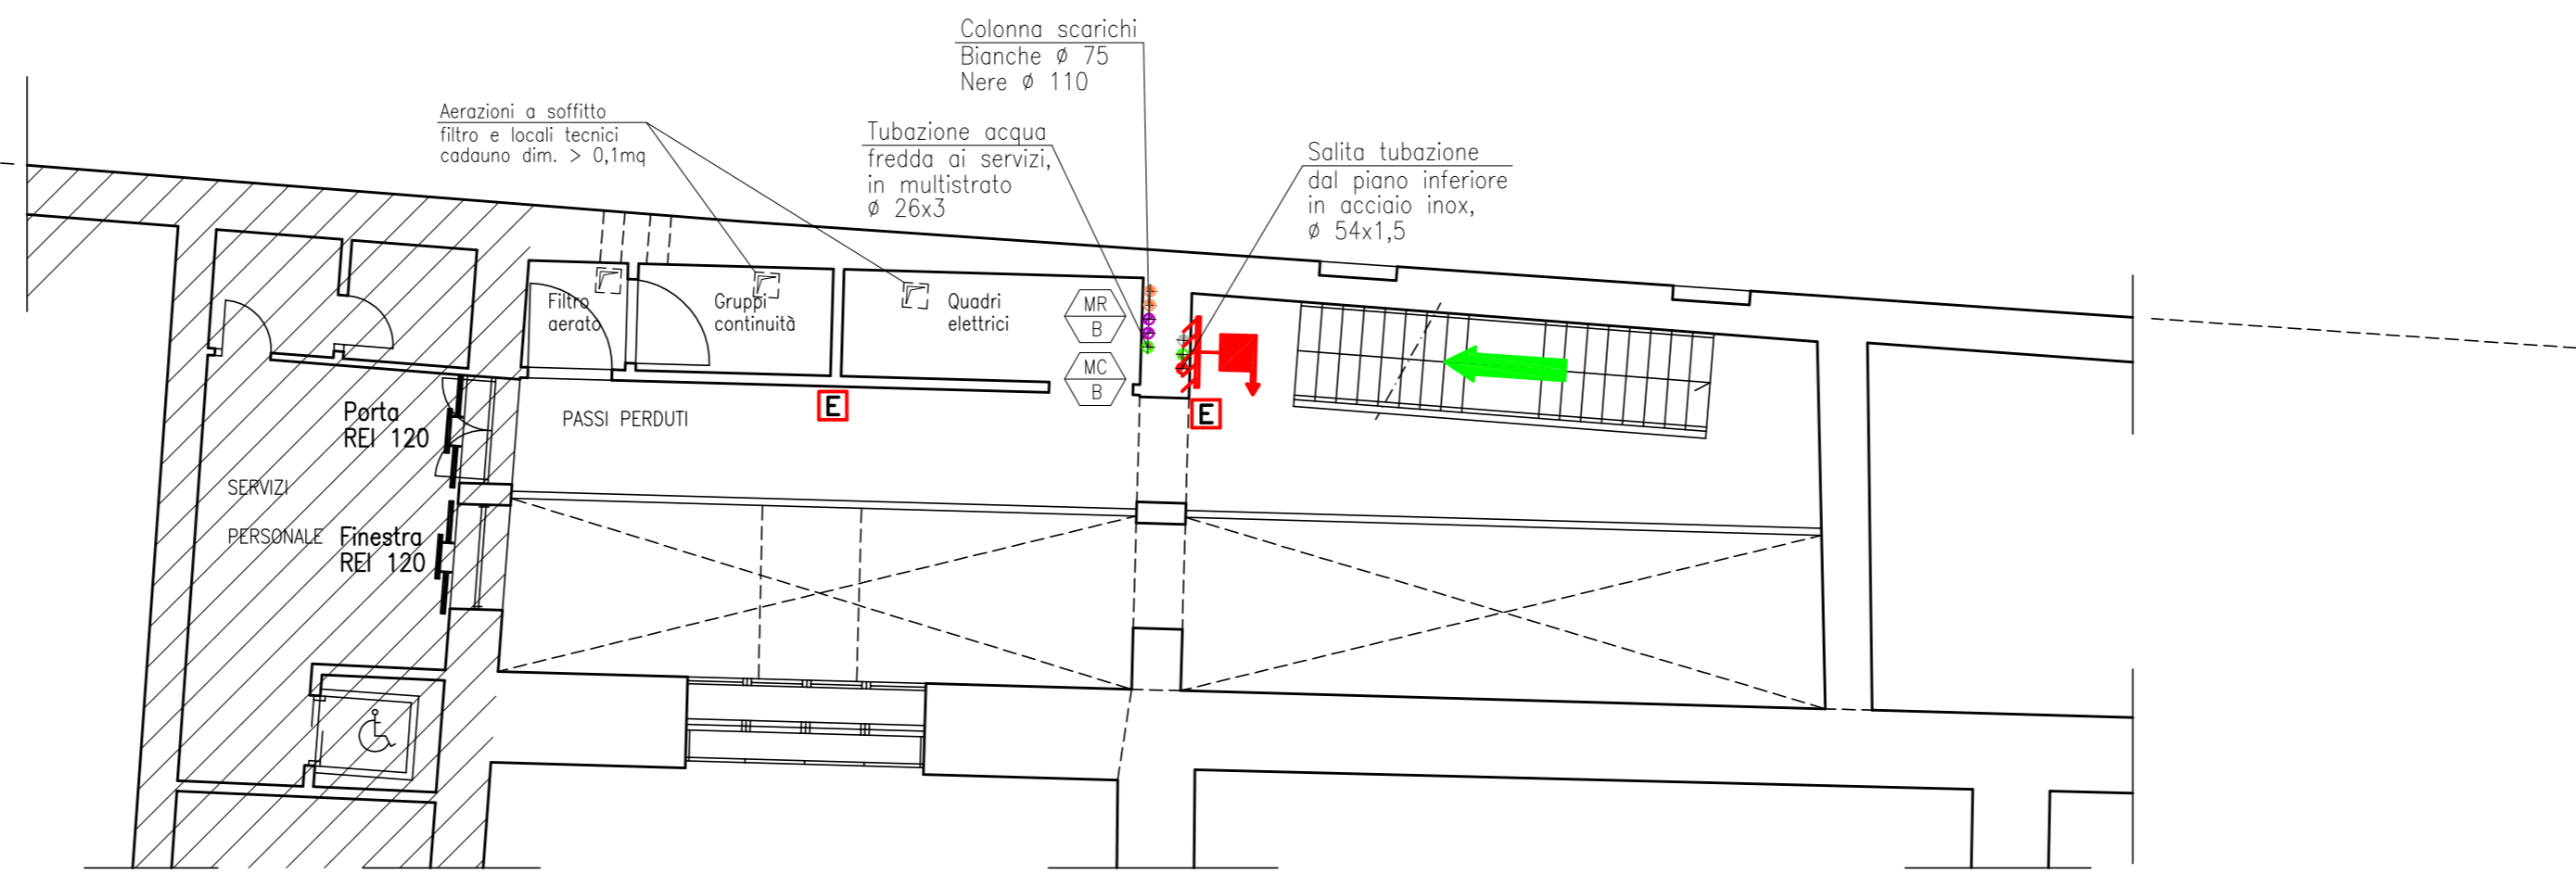 Colonna scarichi
Bianche ø 75
Nere ø 110
Aerazioni a soffitto
filtro e locali tecnici
cadauno dim. > 0,1mq
Tubazione acqua
fredda ai servizi,
in multistrato
ø 26x3
Salita tubazione
dal piano inferiore
in acciaio inox,
ø 54x1,5
Filtro
aerato
Gruppi
continuità
Quadri
elettrici
MR
B
MC
B
E
E
Porta
REI 120
PASSI PERDUTI
SERVIZI
PERSONALE
Finestra
REI 120